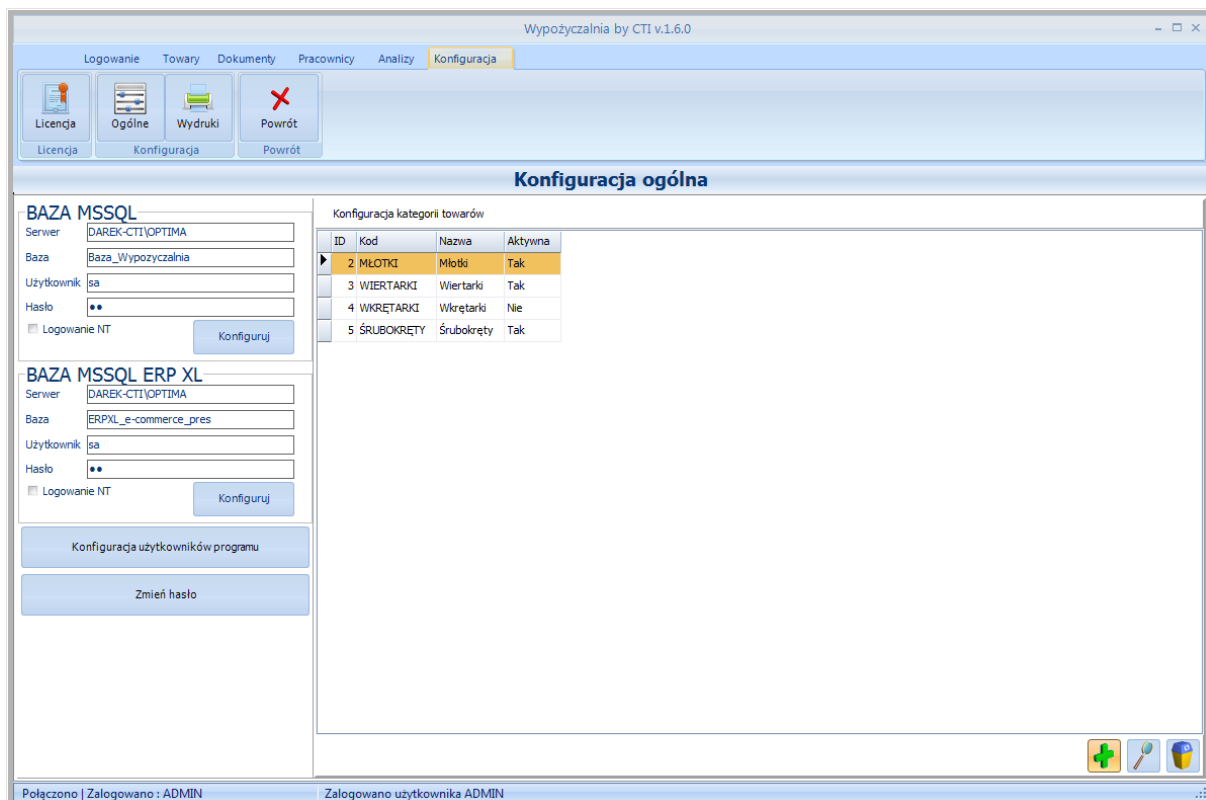 Wypożyczalnia by CTI v.1.6.0
Logowanie Towary Dokumenty Pracownicy Analizy Konfiguracja
Licencja Ogólne Wydruki Powrót
Licencja Konfiguracja Powrót
Konfiguracja ogólna
BAZA MSSQL
Serwer DAREK-CTI\OPTIMA
Baza Baza_Wypozyczalnia
Użytkownik sa
Hasło ●●
Logowanie NT
Konfiguruj
BAZA MSSQL ERP XL
Serwer DAREK-CTI\OPTIMA
Baza ERPXL_e-commerce_pres
Użytkownik sa
Hasło ●●
Logowanie NT
Konfiguruj
Konfiguracja użytkowników programu
Zmień hasło
Konfiguracja kategorii towarów
ID Kod Nazwa Aktywna
2 MŁOTKI Młotki Tak
3 WIERTARKI Wiertarki Tak
4 WKRĘTARKI Wkrętarki Nie
5 ŚRUBOKRĘTY Śrubokręty Tak
Połączono | Zalogowano : ADMIN Zalogowano użytkownika ADMIN